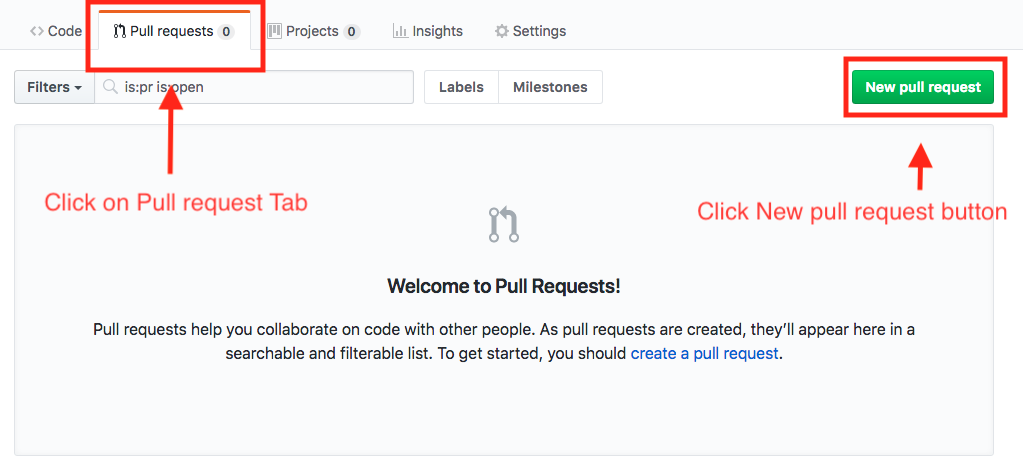 Code
Pull requests 0
Projects 0
Insights
Settings
Filters
is:pr is:open
Labels
Milestones
New pull request
Click on Pull request Tab
Click New pull request button
Welcome to Pull Requests!
Pull requests help you collaborate on code with other people. As pull requests are created, they’ll appear here in a
searchable and filterable list. To get started, you should create a pull request.